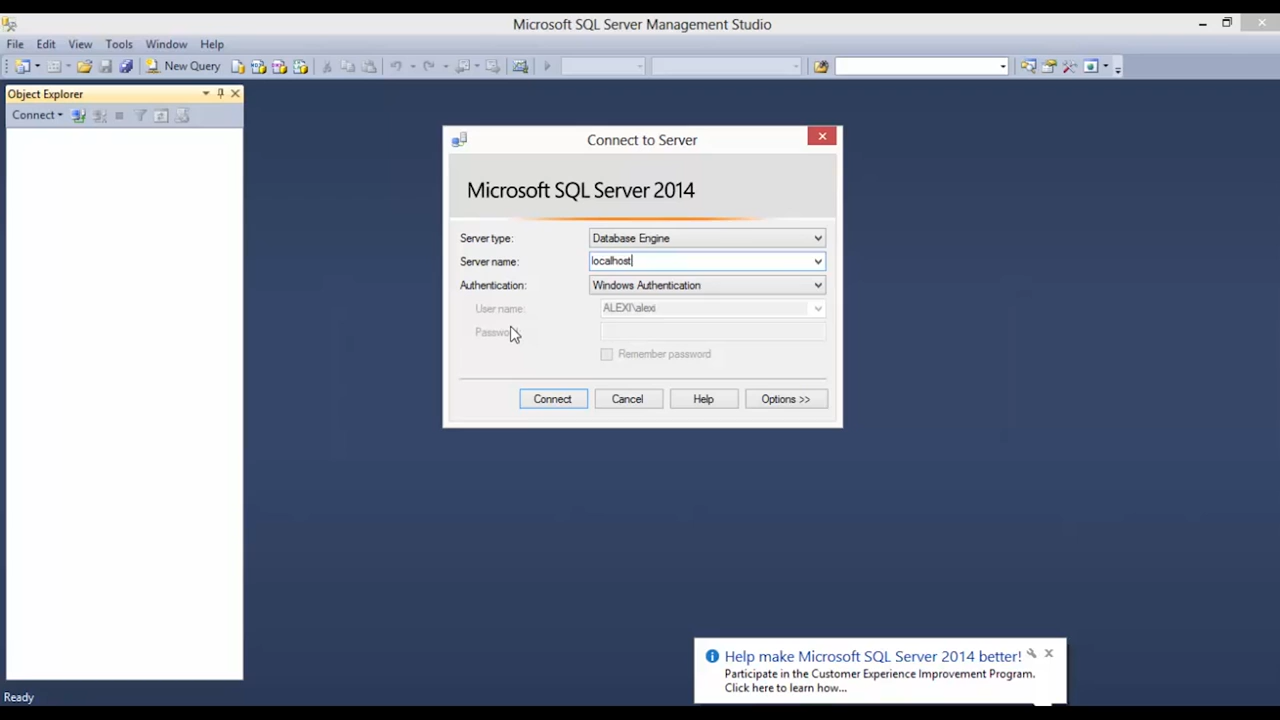 Microsoft SQL Server Management Studio
File Edit View Tools Window Help
New Query
Object Explorer
Connect
Connect to Server
Microsoft SQL Server 2014
Server type: Database Engine
Server name: localhost
Authentication: Windows Authentication
User name: ALEXI\alexi
Remember password
Connect Cancel Help Options >>
Help make Microsoft SQL Server 2014 better!
Participate in the Customer Experience Improvement Program.
Click here to learn how...
Ready